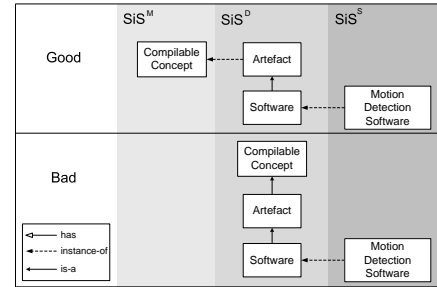 SiS^M
SiS^D
SiS^S
Good
Compilable
Concept
Artefact
Software
Motion
Detection
Software
Bad
Compilable
Concept
Artefact
Software
Motion
Detection
Software
has
instance-of
is-a